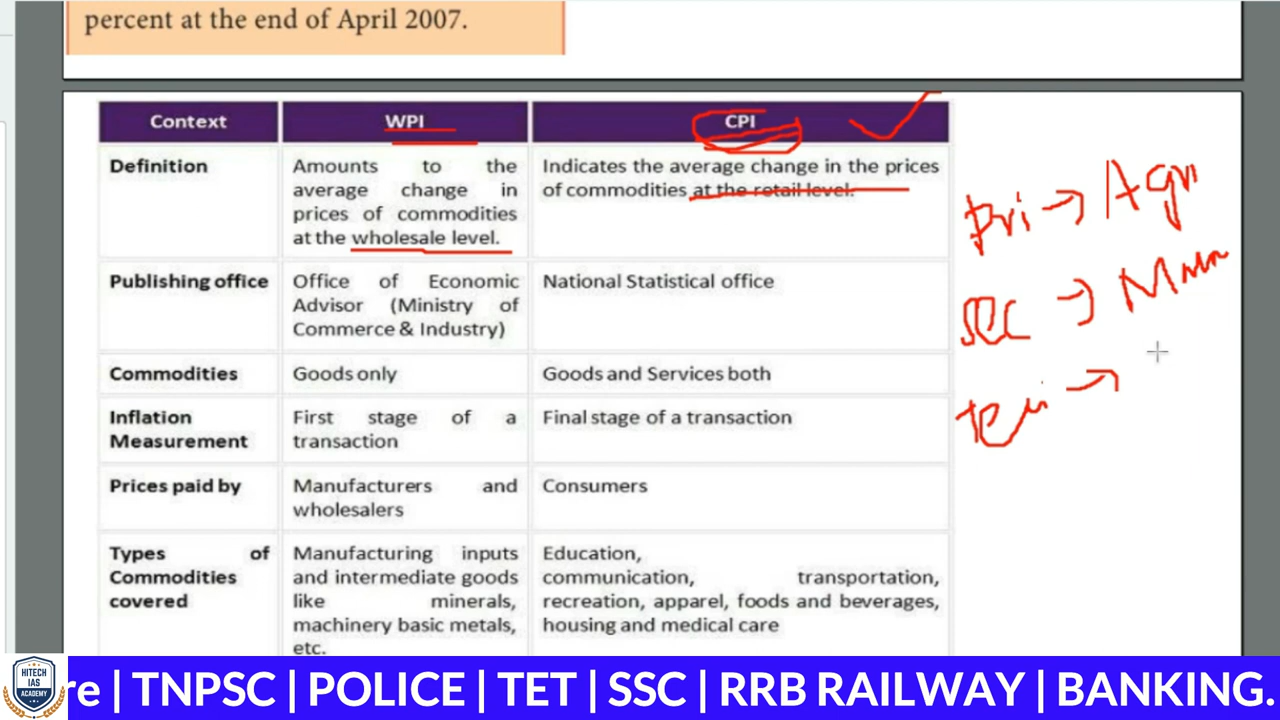 percent at the end of April 2007.
Context WPI CPI
Definition
Amounts to the
average change in
prices of commodities
at the wholesale level.
Indicates the average change in the prices
of commodities at the retail level.
Publishing office
Office of Economic
Advisor (Ministry of
Commerce & Industry)
National Statistical office
Commodities
Goods only
Goods and Services both
Inflation
Measurement
First stage of a
transaction
Final stage of a transaction
Prices paid by
Manufacturers and
wholesalers
Consumers
Types of
Commodities
covered
Manufacturing inputs
and intermediate goods
like minerals,
machinery basic metals,
etc.
Education,
communication, transportation,
recreation, apparel, foods and beverages,
housing and medical care
Pri → Agri
Sec →
→
HITECH
IAS
ACADEMY
re | TNPSC | POLICE | TET | SSC | RRB RAILWAY | BANKING.